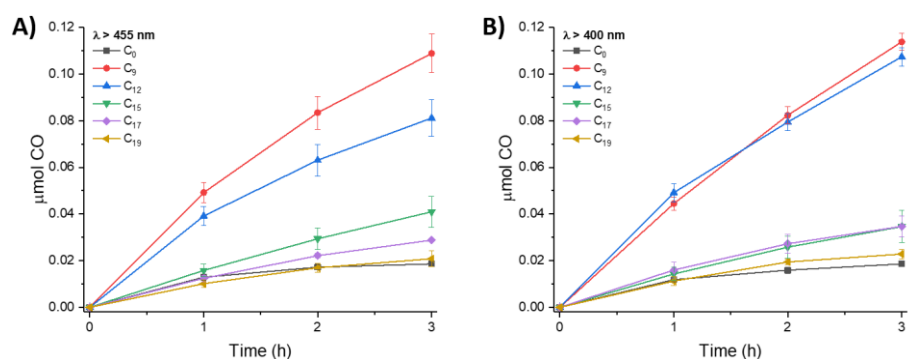 A)
λ > 455 nm
C₀
C₉
C₁₂
C₁₅
C₁₇
C₁₉
0.12
0.10
0.08
0.06
0.04
0.02
0.00
μmol CO
0 1 2 3
Time (h)
B)
λ > 400 nm
C₀
C₉
C₁₂
C₁₅
C₁₇
C₁₉
0.12
0.10
0.08
0.06
0.04
0.02
0.00
μmol CO
0 1 2 3
Time (h)